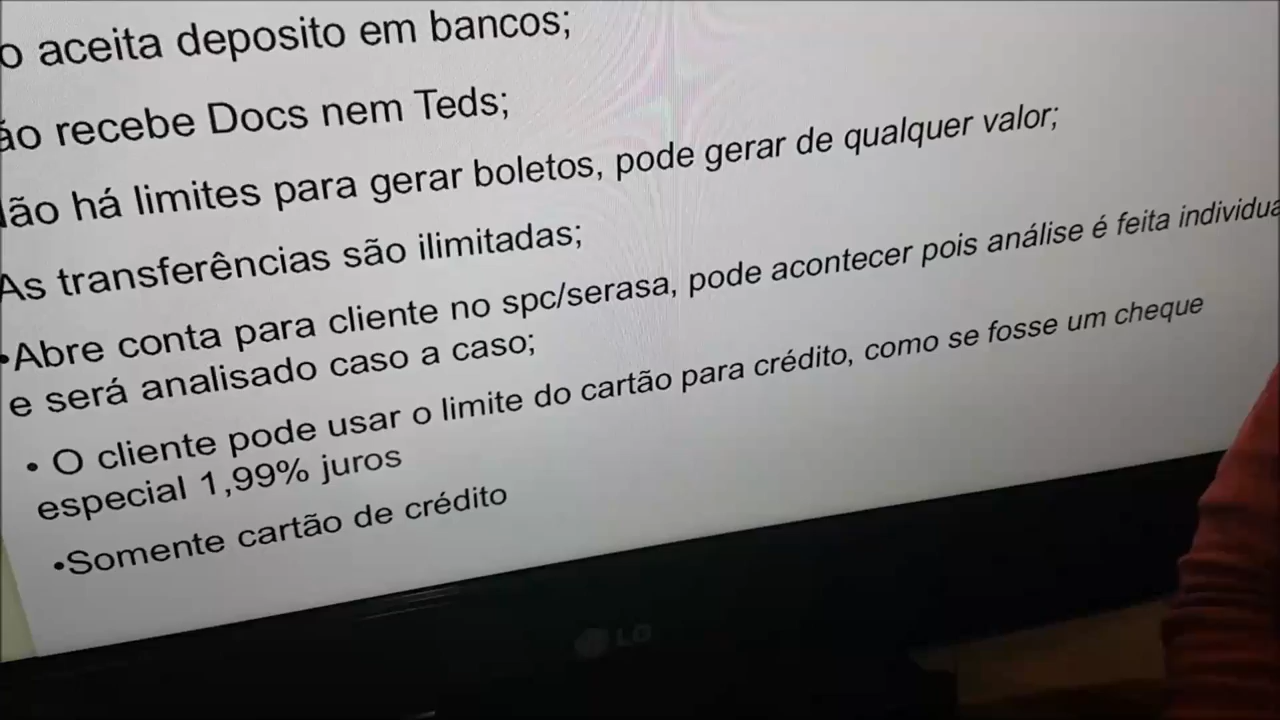 o aceita deposito em bancos;
ão recebe Docs nem Teds;
ão há limites para gerar boletos, pode gerar de qualquer valor;
As transferências são ilimitadas;
•Abre conta para cliente no spc/serasa, pode acontecer pois análise é feita individua
e será analisado caso a caso;
• O cliente pode usar o limite do cartão para crédito, como se fosse um cheque
especial 1,99% juros
•Somente cartão de crédito
LG